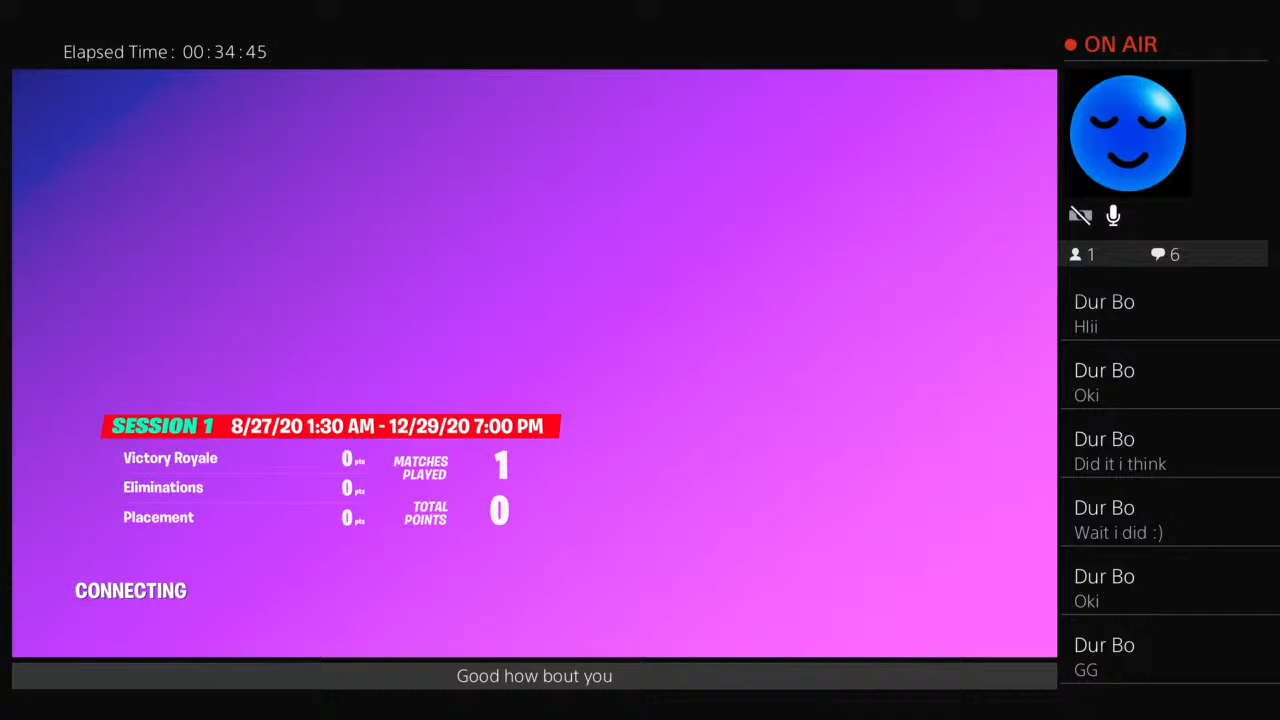 Elapsed Time: 00:34:45
ON AIR
1 6
Dur Bo
HIii
Dur Bo
Oki
Dur Bo
Did it i think
Dur Bo
Wait i did :)
Dur Bo
Oki
Dur Bo
GG
SESSION 1 8/27/20 1:30 AM - 12/29/20 7:00 PM
Victory Royale 0 pts
Eliminations 0 pts
Placement 0 pts
MATCHES
PLAYED 1
TOTAL
POINTS 0
CONNECTING
Good how bout you